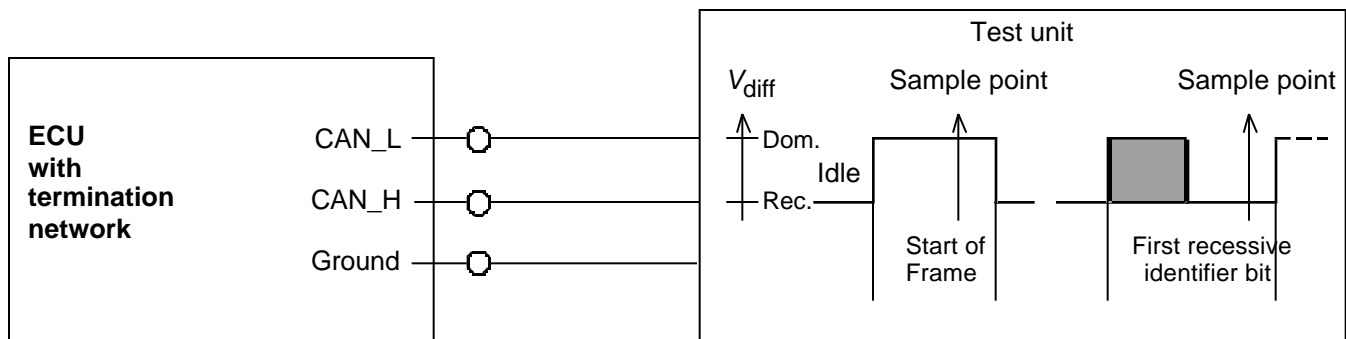 Test unit
ECU
with
termination
network
CAN_L
CAN_H
Ground
Vdiff
Sample point
Sample point
Dom.
Idle
Rec.
Start of
Frame
First recessive
identifier bit